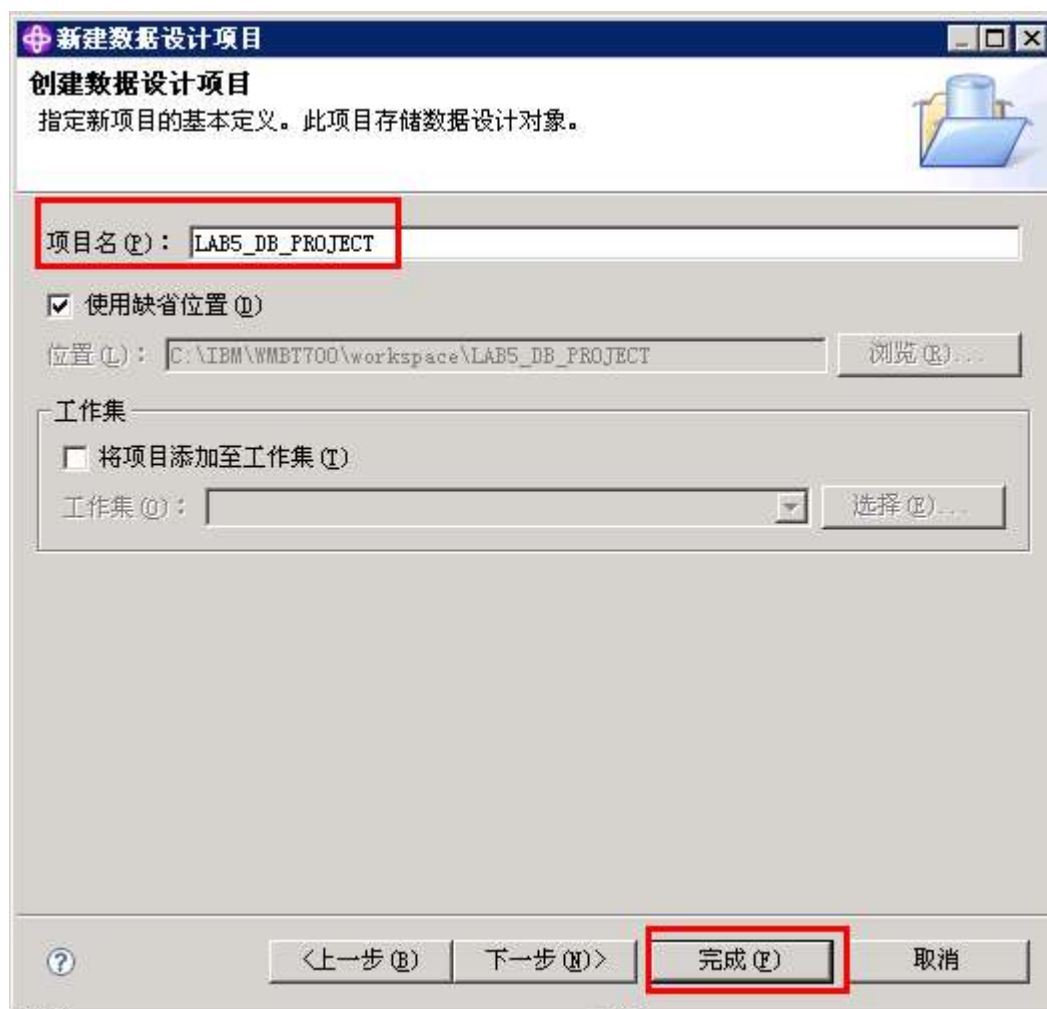 新建数据设计项目
创建数据设计项目
指定新项目的基本定义。此项目存储数据设计对象。
项目名(P)： LAB5_DB_PROJECT
使用缺省位置(D)
位置(L)： C:\IBM\WMBT700\workspace\LAB5_DB_PROJECT 浏览(R)...
工作集
将项目添加至工作集(T)
工作集(O)： 选择(E)...
<上一步(B) 下一步(N)> 完成(F) 取消